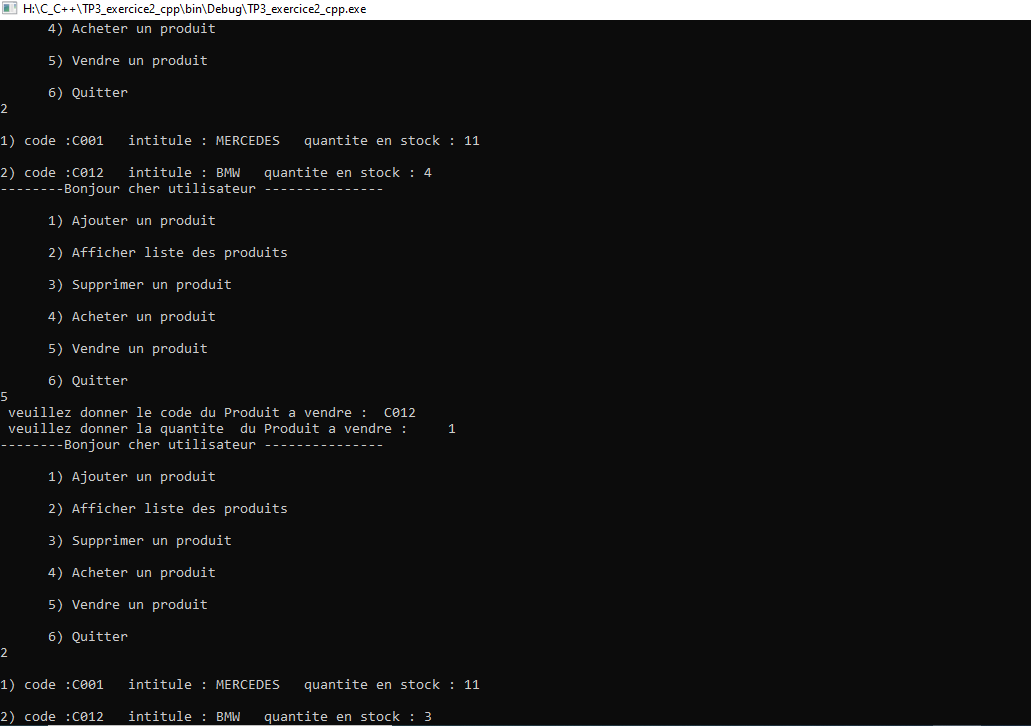 H:\C_C++\TP3_exercice2_cpp\bin\Debug\TP3_exercice2_cpp.exe
4) Acheter un produit
5) Vendre un produit
6) Quitter
2
1) code :C001   intitule : MERCEDES   quantite en stock : 11
2) code :C012   intitule : BMW   quantite en stock : 4
--------Bonjour cher utilisateur ---------------
1) Ajouter un produit
2) Afficher liste des produits
3) Supprimer un produit
4) Acheter un produit
5) Vendre un produit
6) Quitter
5
veuillez donner le code du Produit a vendre :  C012
veuillez donner la quantite  du Produit a vendre :     1
--------Bonjour cher utilisateur ---------------
1) Ajouter un produit
2) Afficher liste des produits
3) Supprimer un produit
4) Acheter un produit
5) Vendre un produit
6) Quitter
2
1) code :C001   intitule : MERCEDES   quantite en stock : 11
2) code :C012   intitule : BMW   quantite en stock : 3